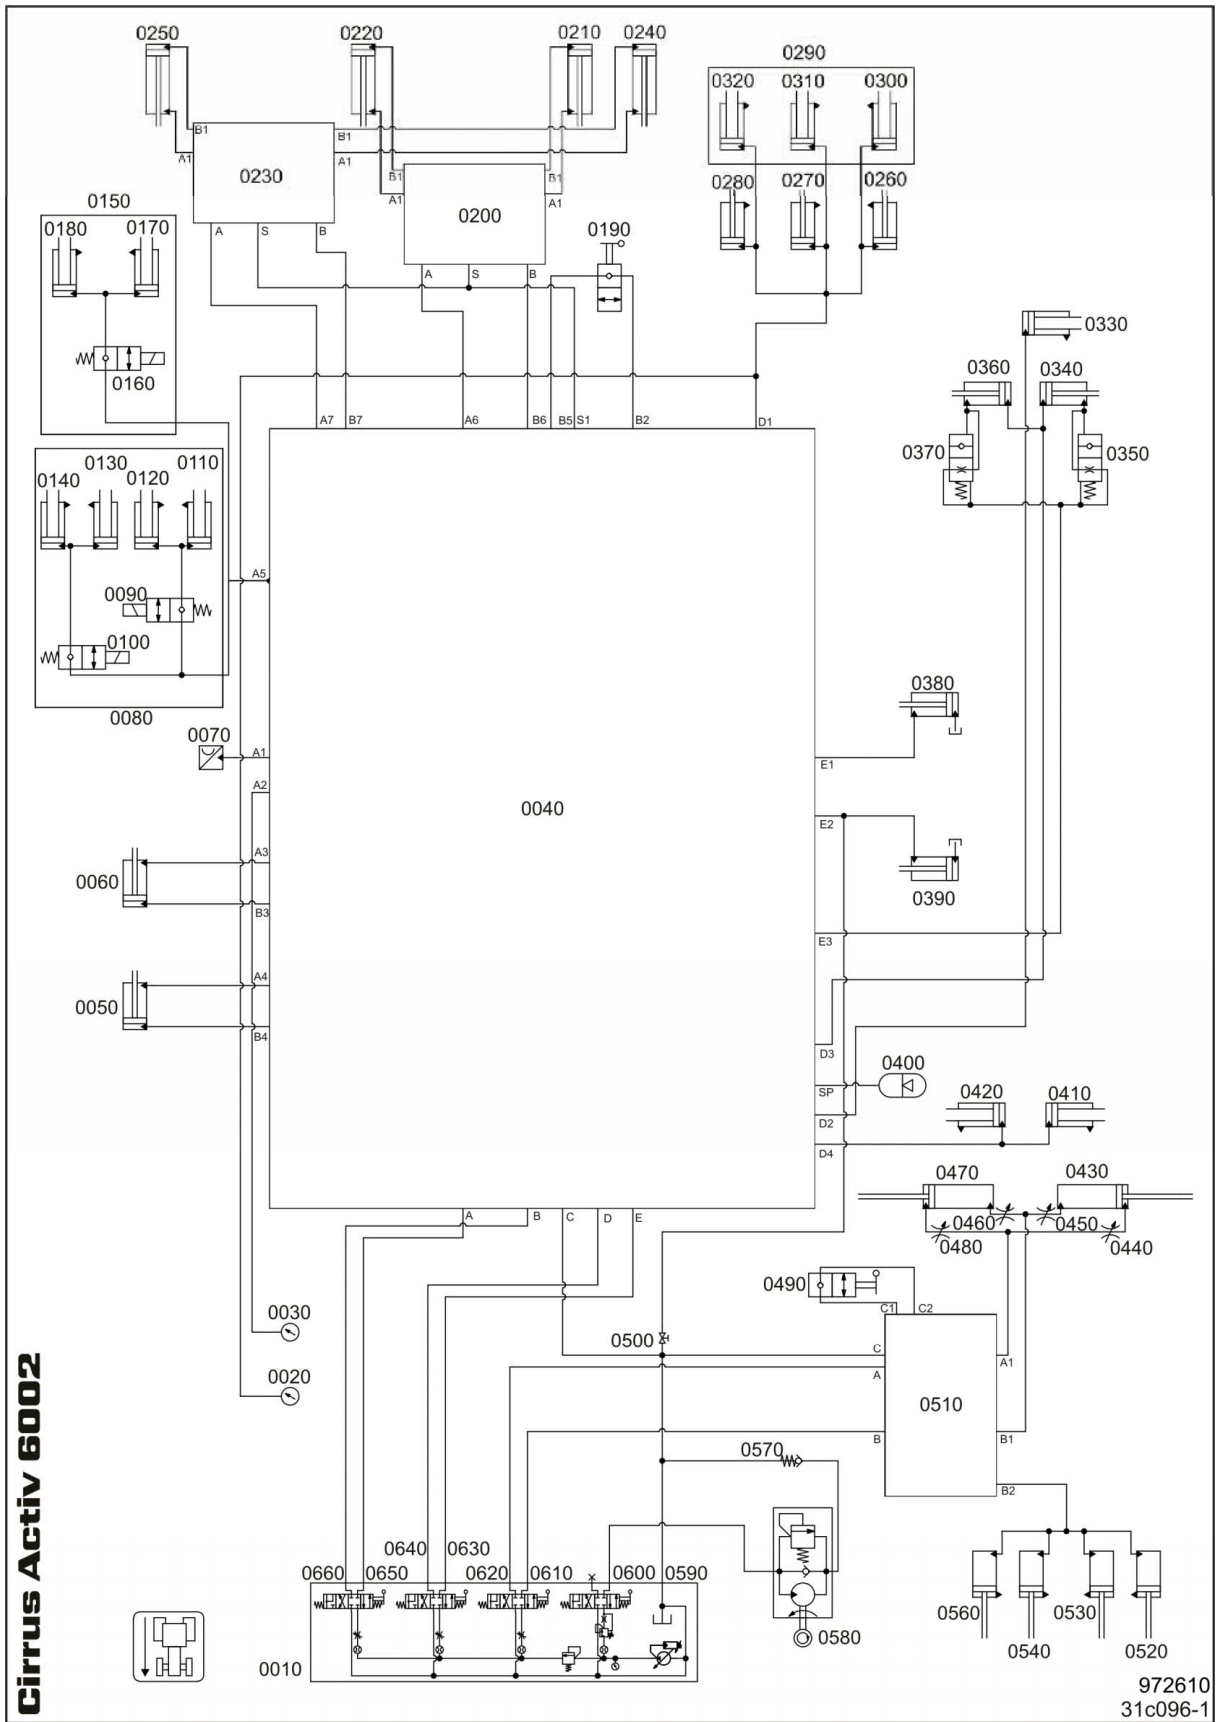 0250 0220 0210 0240
0290
0320 0310 0300
B1 B1
A1 A1
0230
B1 B1
A1 A1
0200
0280 0270 0260
0150
0180 0170
A S B
0190
A S B
0330
0160
0360 0340
A7 B7 A6 B6 B5 S1 B2 D1
0370 0350
0130 0110
0140 0120
A5
0090
0100
0080
0380
0070 A1
E1
A2
0040
E2
A3
0060
B3
0390
E3
A4
0050
B4
D3
0400
SP
0420 0410
D2
D4
0470 0430
A B C D E
0460 0450
0480 0440
0490
C1 C2
0030
0500
C
A1
A
0020
0510
B B1
0570
B2
0640 0630
0660 0650 0620 0610 0600 0590
0560 0530
0580
0540 0520
0010
Cirrus Activ 6002
972610
31c096-1